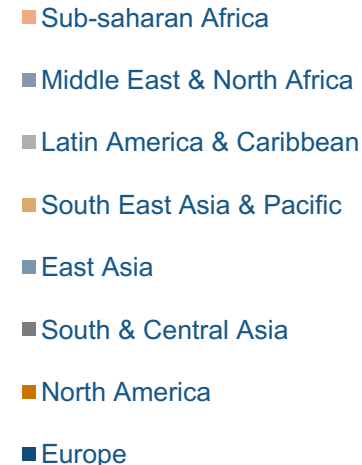 Sub-saharan Africa
Middle East & North Africa
Latin America & Caribbean
South East Asia & Pacific
East Asia
South & Central Asia
North America
Europe